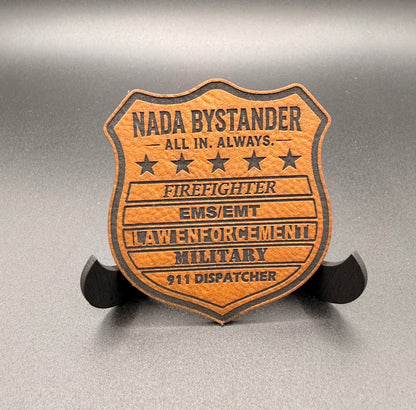 NADA BYSTANDER
ALL IN. ALWAYS.
FIREFIGHTER
EMS/EMT
LAW ENFORCEMENT
MILITARY
911 DISPATCHER